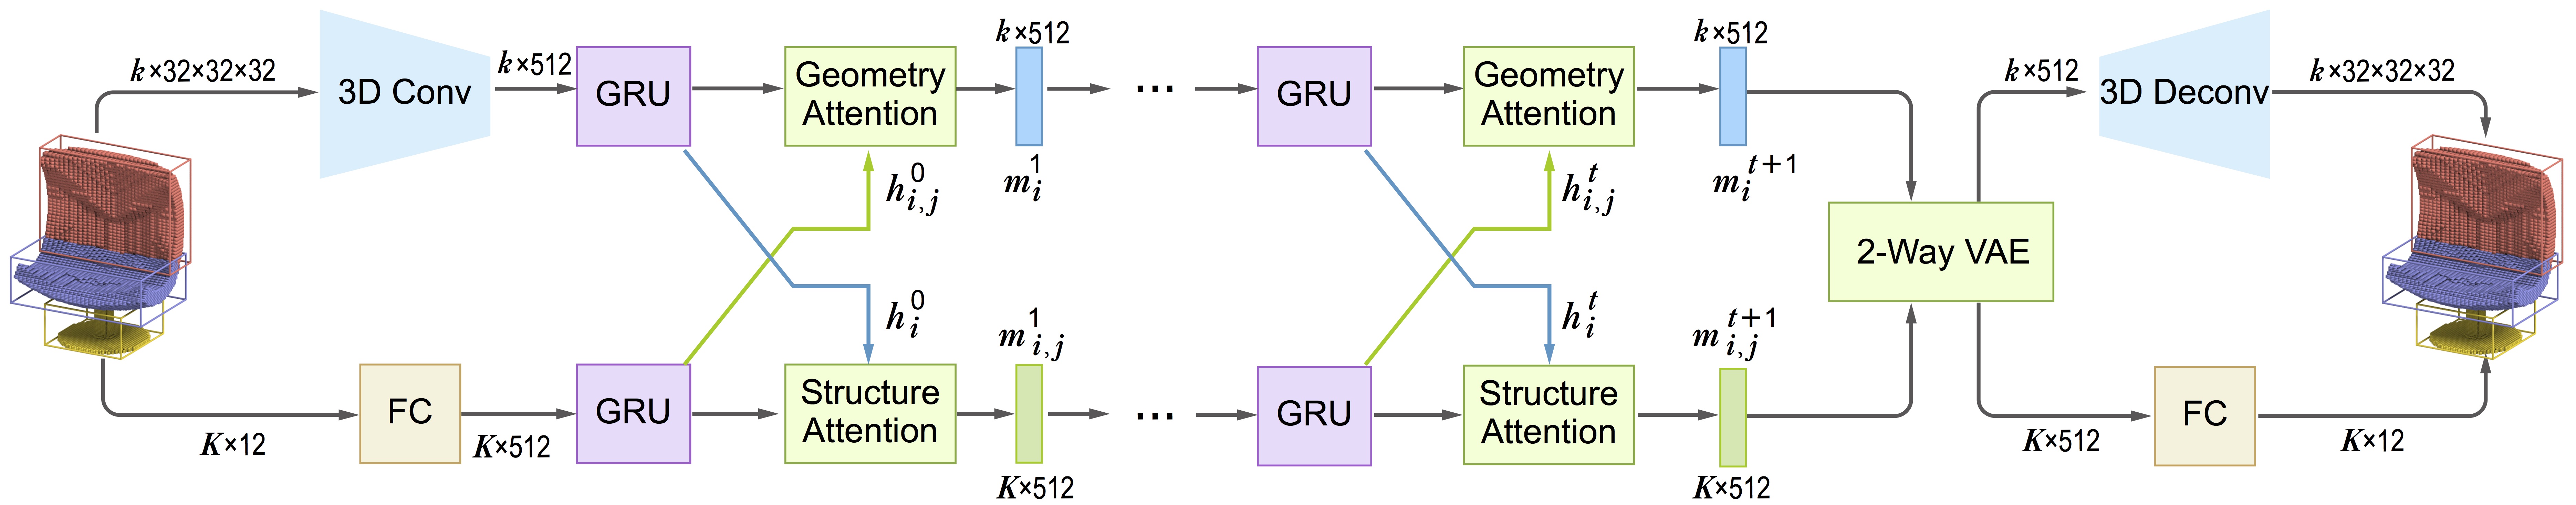 k×32×32×32
3D Conv
k×512
GRU
Geometry
Attention
k×512
m_i^1
...
GRU
Geometry
Attention
k×512
m_i^{t+1}
k×512
3D Deconv
k×32×32×32
h_{i,j}^0
h_i^0
h_{i,j}^t
h_i^t
2-Way VAE
K×12
FC
K×512
GRU
Structure
Attention
m_{i,j}^1
K×512
...
GRU
Structure
Attention
m_{i,j}^{t+1}
K×512
K×512
FC
K×12